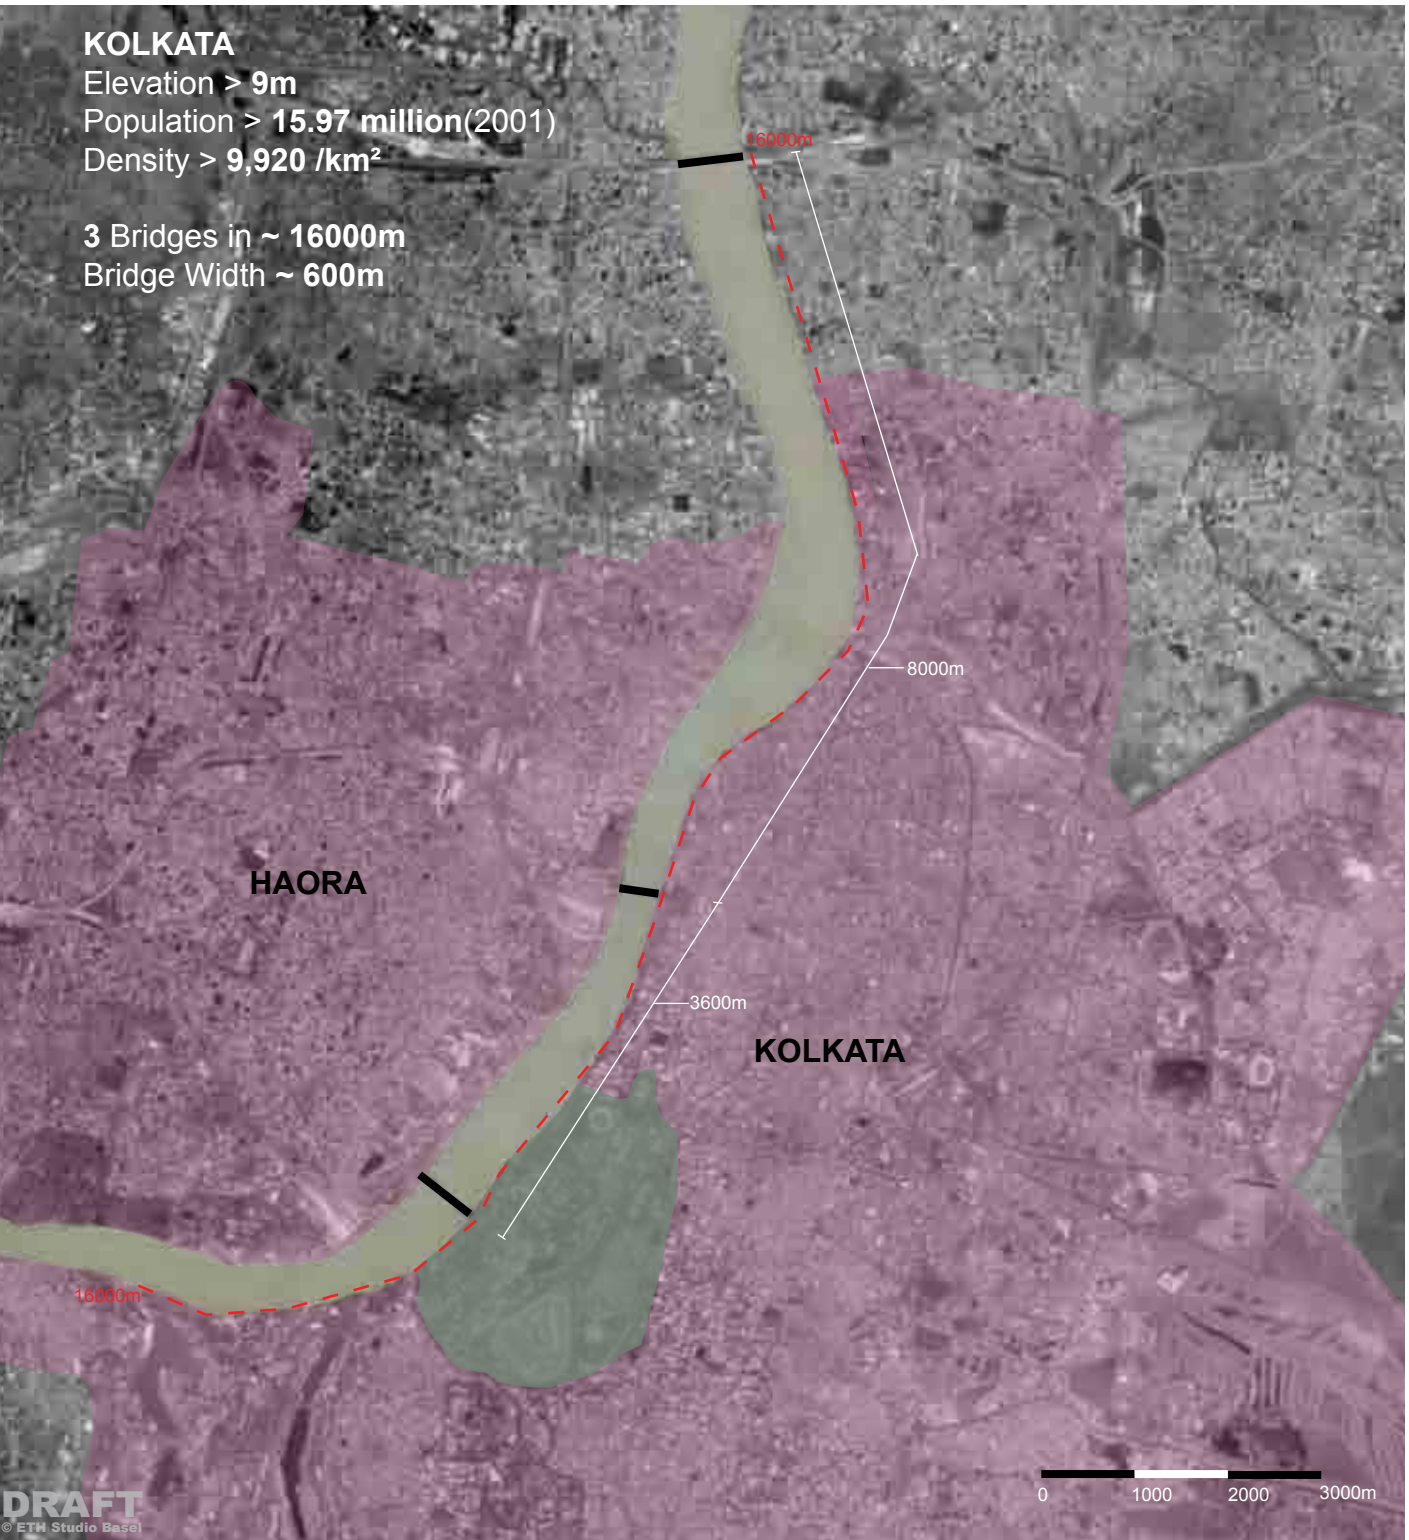 KOLKATA
Elevation > 9m
Population > 15.97 million(2001)
Density > 9,920 /km²
3 Bridges in ~ 16000m
Bridge Width ~ 600m
16000m
8000m
HAORA
3600m
KOLKATA
16000m
0 1000 2000 3000m
DRAFT
© ETH Studio Basel